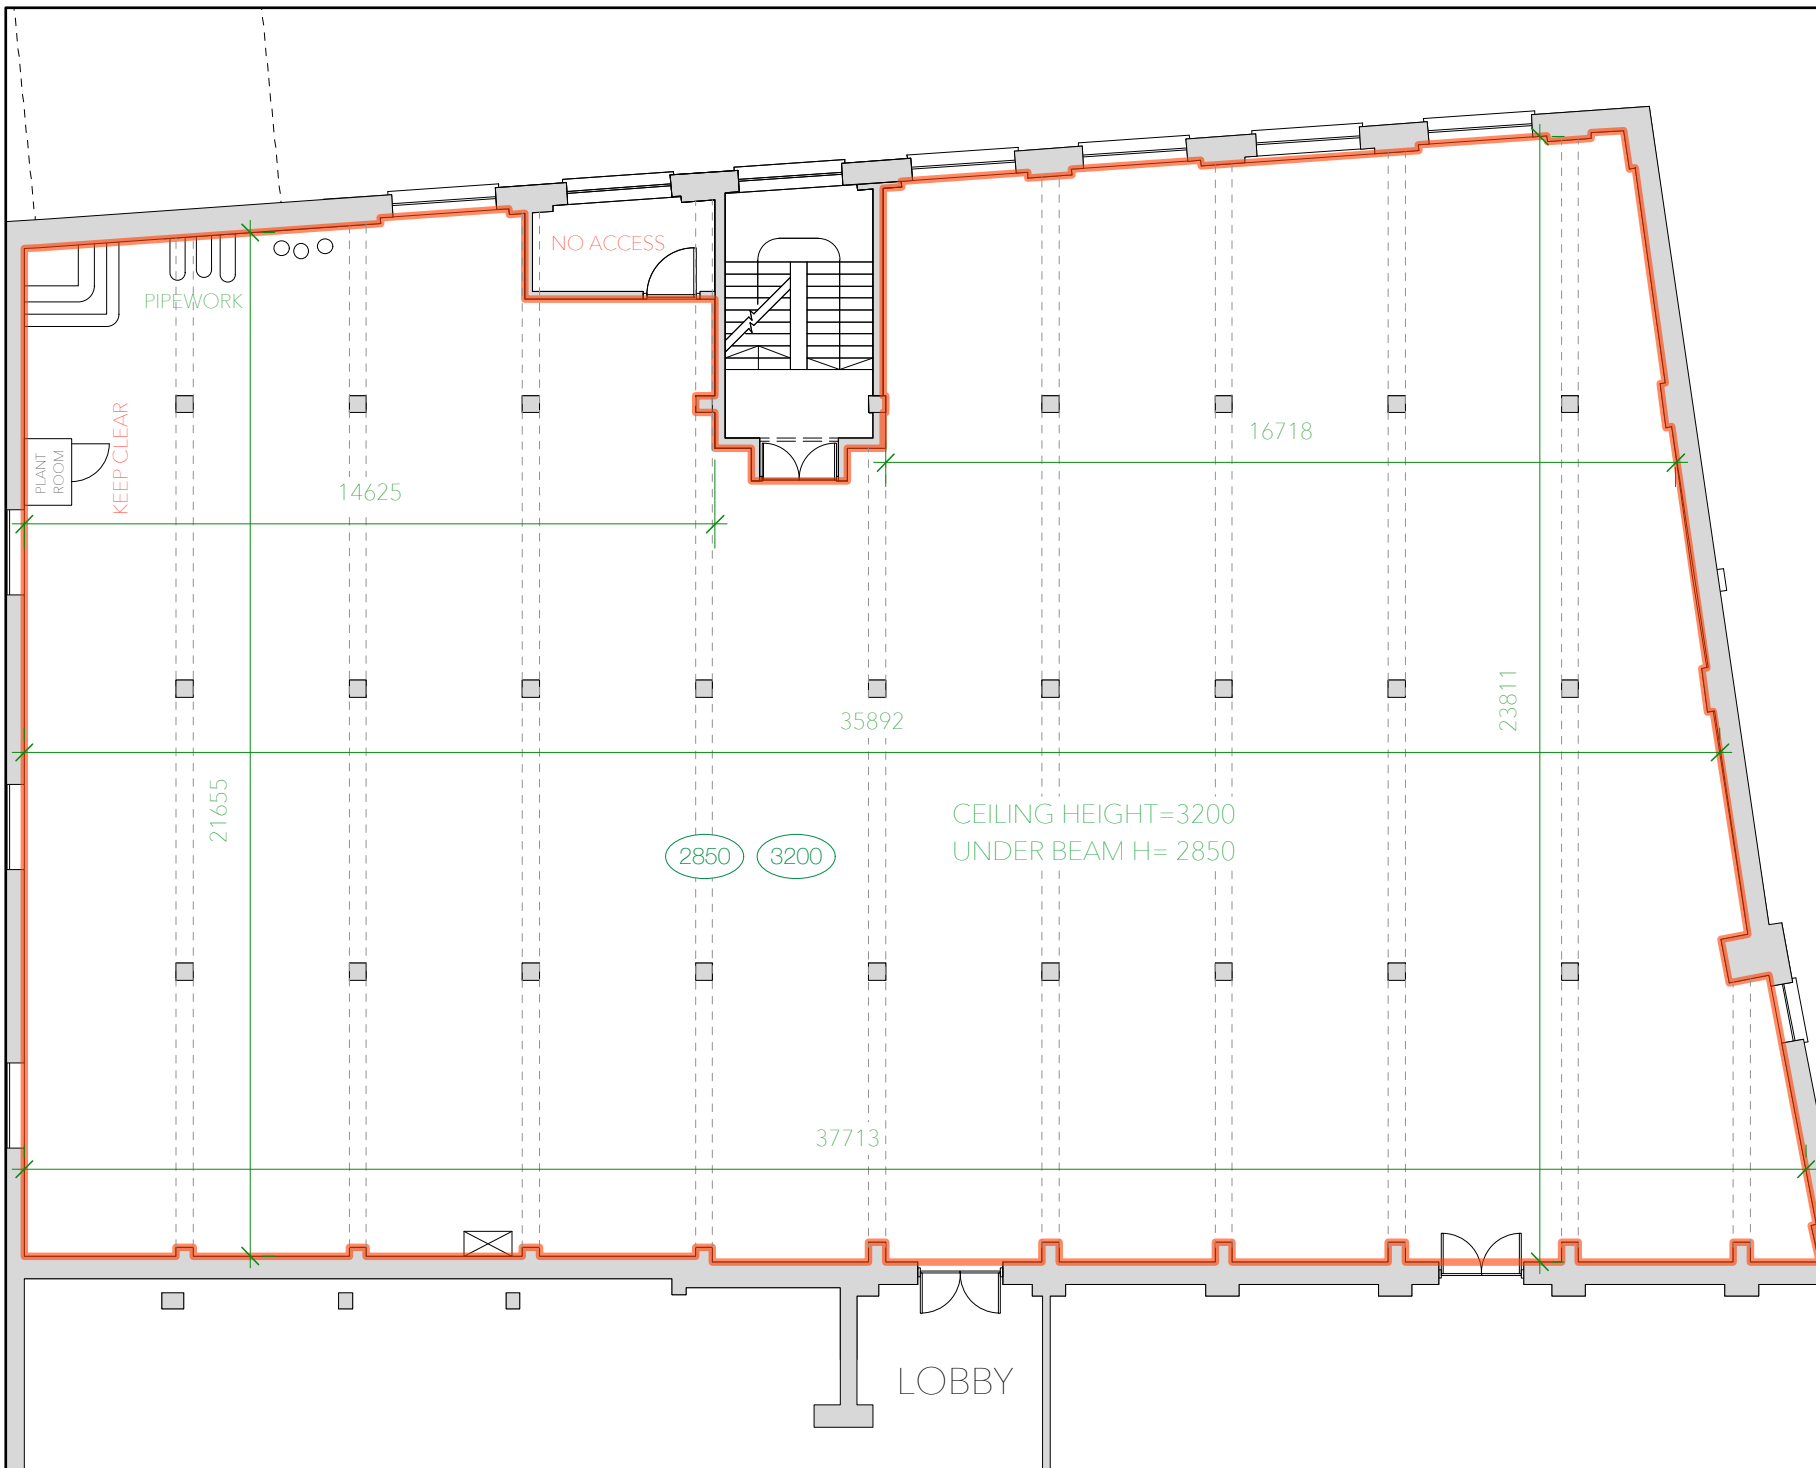 NO ACCESS
PIPEWORK
KEEP CLEAR
PLANT
ROOM
14625
16718
23811
35892
21655
CEILING HEIGHT=3200
UNDER BEAM H= 2850
2850
3200
37713
LOBBY